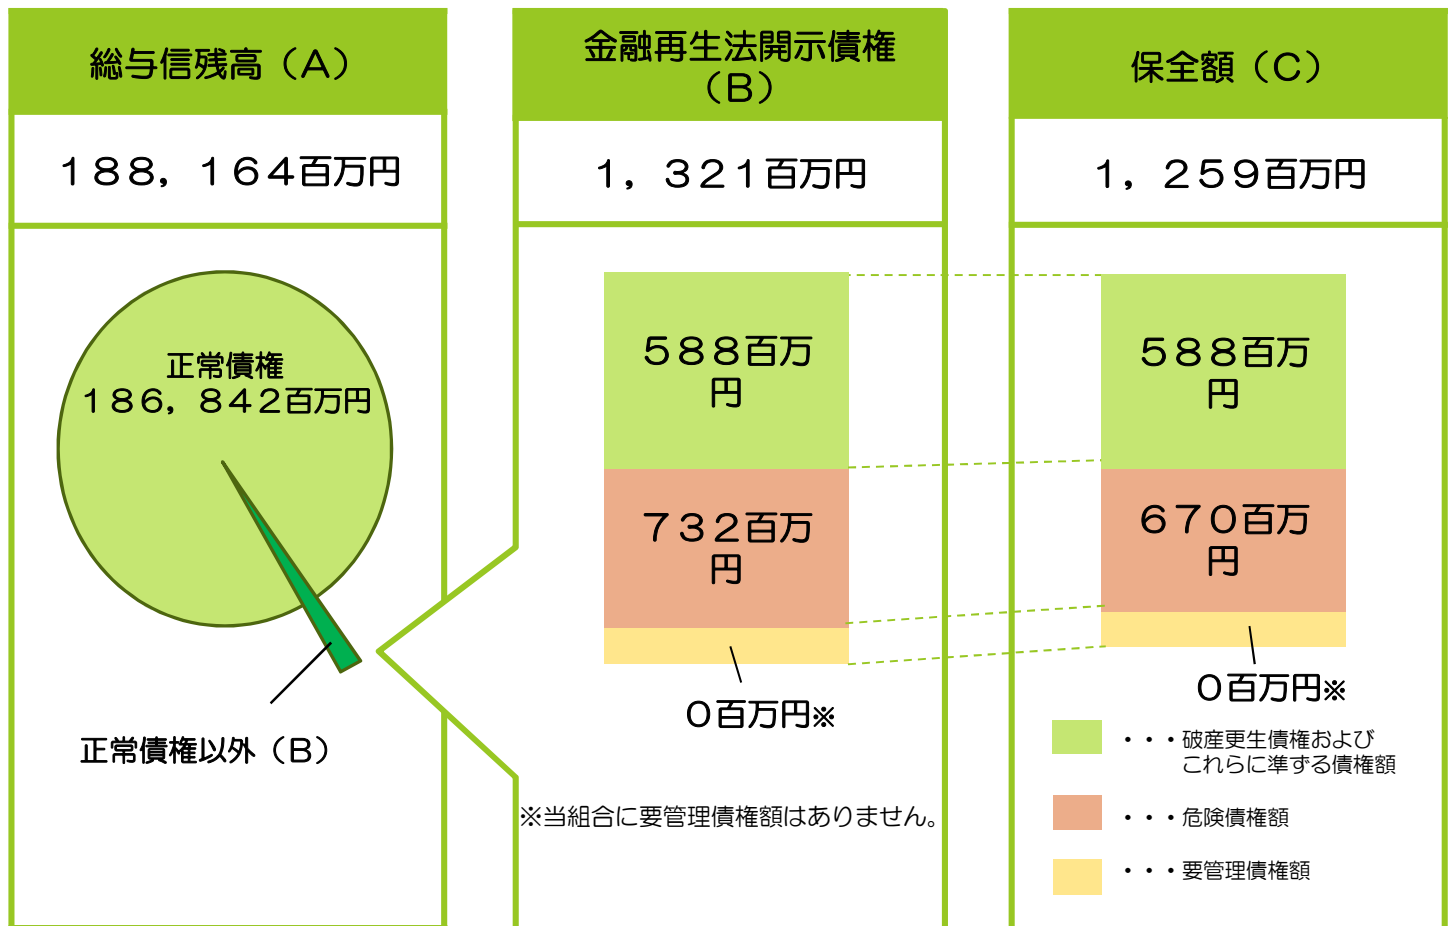 総与信残高（Ａ）
１８８，１６４百万円
正常債権
１８６，８４２百万円
正常債権以外（Ｂ）
金融再生法開示債権
（Ｂ）
１，３２１百万円
５８８百万
円
７３２百万
円
０百万円※
※当組合に要管理債権額はありません。
保全額（Ｃ）
１，２５９百万円
５８８百万
円
６７０百万
円
０百万円※
・・・破産更生債権および
これらに準ずる債権額
・・・危険債権額
・・・要管理債権額